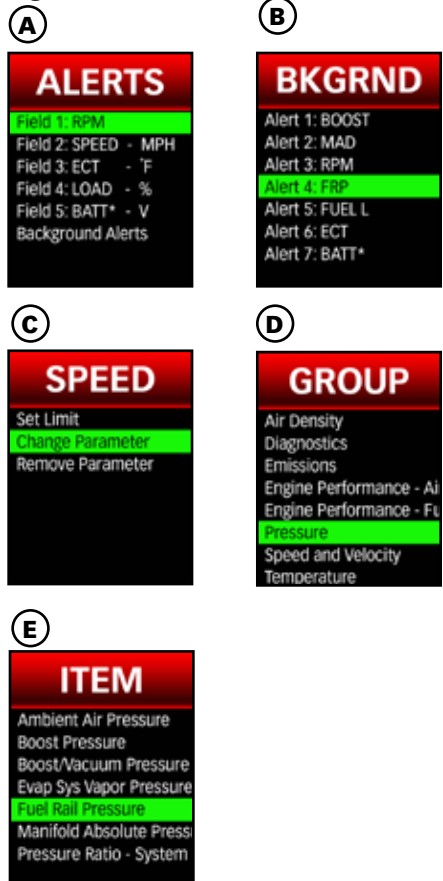 A
ALERTS
Field 1: RPM
Field 2: SPEED - MPH
Field 3: ECT - °F
Field 4: LOAD - %
Field 5: BATT* - V
Background Alerts
B
BKGRND
Alert 1: BOOST
Alert 2: MAD
Alert 3: RPM
Alert 4: FRP
Alert 5: FUEL L
Alert 6: ECT
Alert 7: BATT*
C
SPEED
Set Limit
Change Parameter
Remove Parameter
D
GROUP
Air Density
Diagnostics
Emissions
Engine Performance - Ai
Engine Performance - Fu
Pressure
Speed and Velocity
Temperature
E
ITEM
Ambient Air Pressure
Boost Pressure
Boost/Vacuum Pressure
Evap Sys Vapor Pressure
Fuel Rail Pressure
Manifold Absolute Press
Pressure Ratio - System